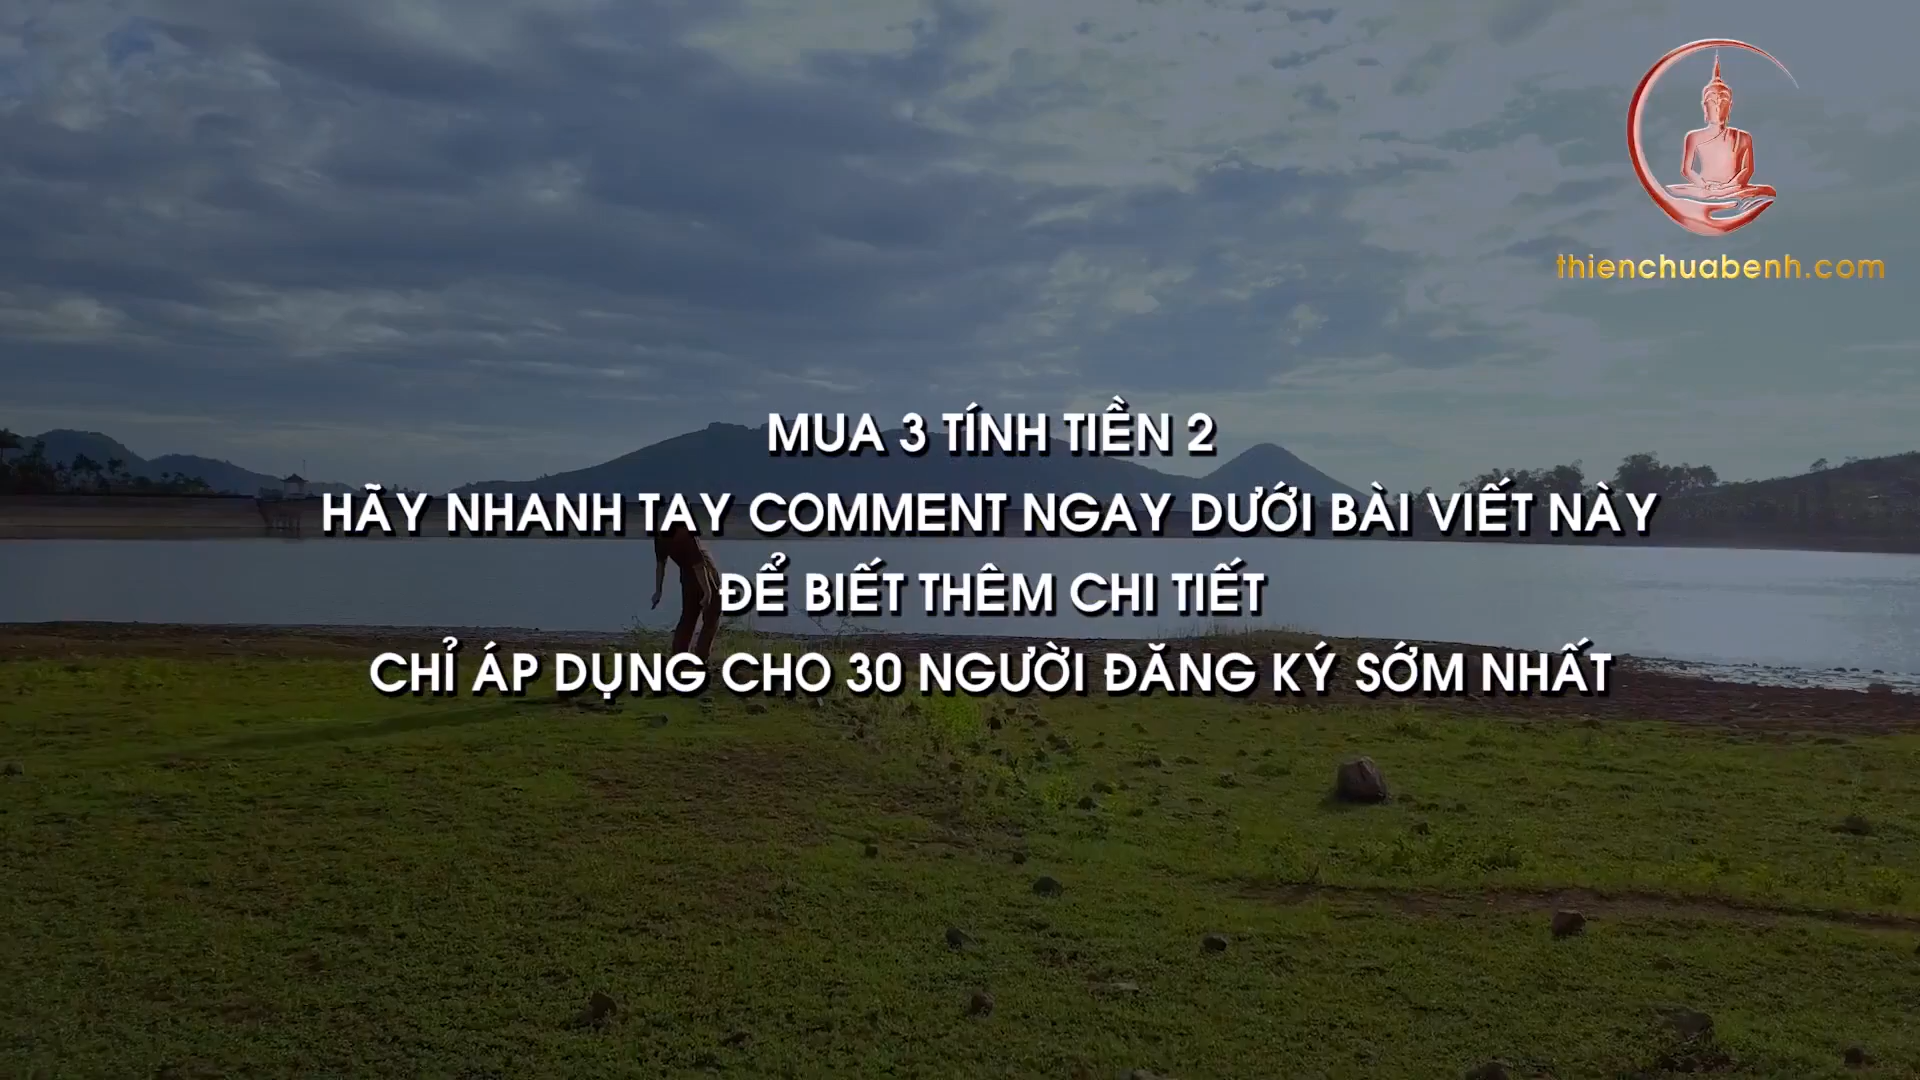 thienchuabenh.com
MUA 3 TÍNH TIỀN 2
HÃY NHANH TAY COMMENT NGAY DƯỚI BÀI VIẾT NÀY
ĐỂ BIẾT THÊM CHI TIẾT
CHỈ ÁP DỤNG CHO 30 NGƯỜI ĐĂNG KÝ SỚM NHẤT